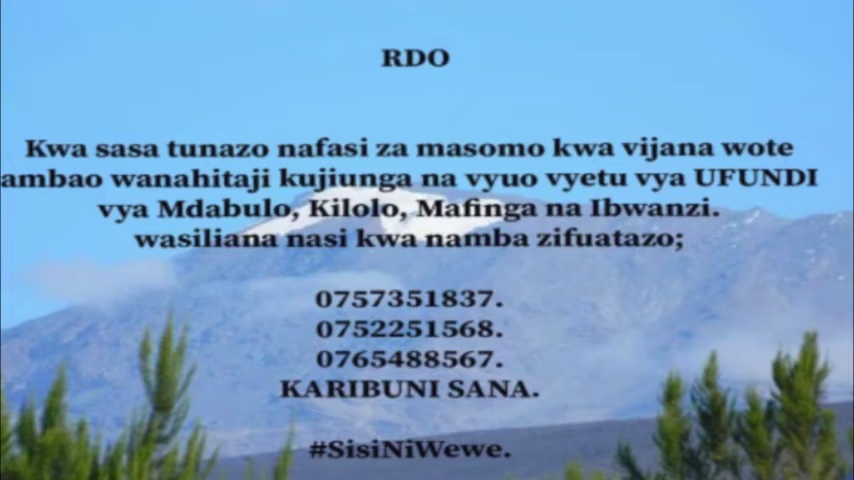 RDO
Kwa sasa tunazo nafasi za masomo kwa vijana wote
ambao wanahitaji kujiunga na vyuo vyetu vya UFUNDI
vya Mdabulo, Kilolo, Mafinga na Ibwanzi.
wasiliana nasi kwa namba zifuatazo;
0757351837.
0752251568.
0765488567.
KARIBUNI SANA.
#SisiNiWewe.